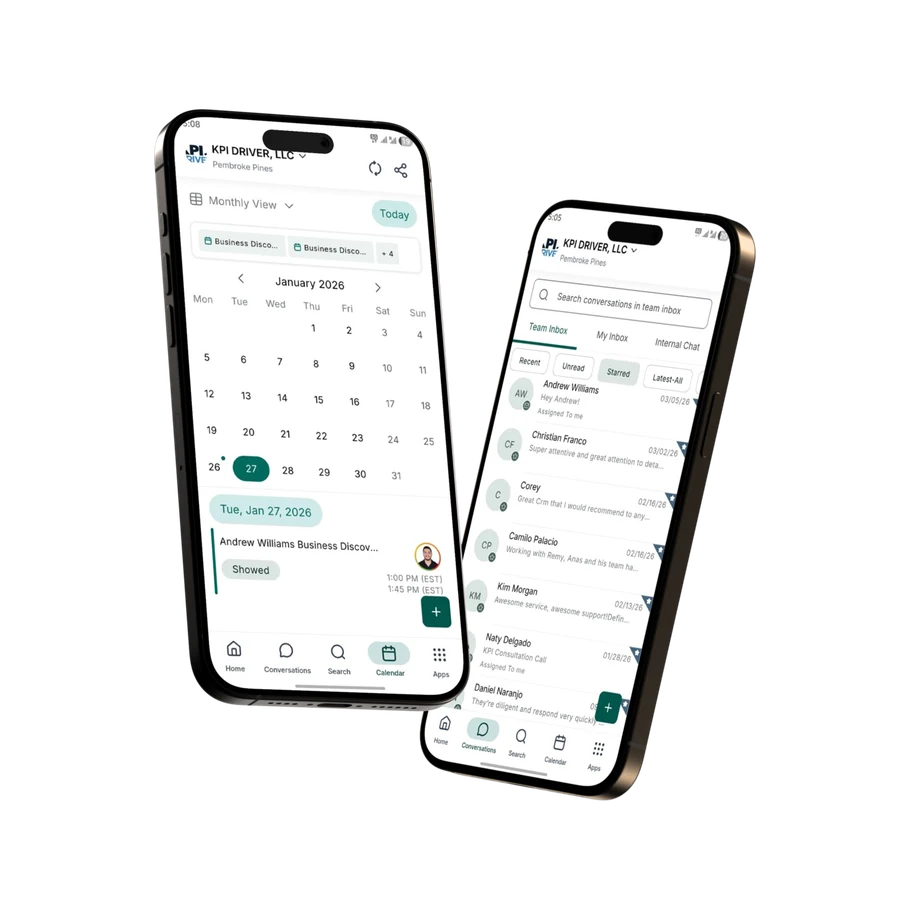 5:08
KPI DRIVER, LLC
Pembroke Pines
Monthly View
Today
Business Disco...
Business Disco...
+ 4
January 2026
Mon Tue Wed Thu Fri Sat Sun
1 2 3 4
5 6 7 8 9 10 11
12 13 14 15 16 17 18
19 20 21 22 23 24 25
26 27 28 29 30 31
Tue, Jan 27, 2026
Andrew Williams Business Discov...
Showed
1:00 PM (EST)
1:45 PM (EST)
+
Home Conversations Search Calendar Apps
5:05
KPI DRIVER, LLC
Pembroke Pines
Search conversations in team inbox
Team Inbox My Inbox Internal Chat
Recent Unread Starred Latest-All
AW Andrew Williams 03/05/26
Hey Andrew!
Assigned To me
CF Christian Franco 03/02/26
Super attentive and great attention to deta...
C Corey 02/16/26
Great Crm that I would recommend to any...
CP Camilo Palacio 02/16/26
Working with Remy, Anas and his team ha...
KM Kim Morgan 02/13/26
Awesome service, awesome support!Defin...
Naty Delgado 01/28/26
KPI Consultation Call
Assigned To me
Daniel Naranjo
They're diligent and respond very quickl...
+
Home Conversations Search Calendar Apps